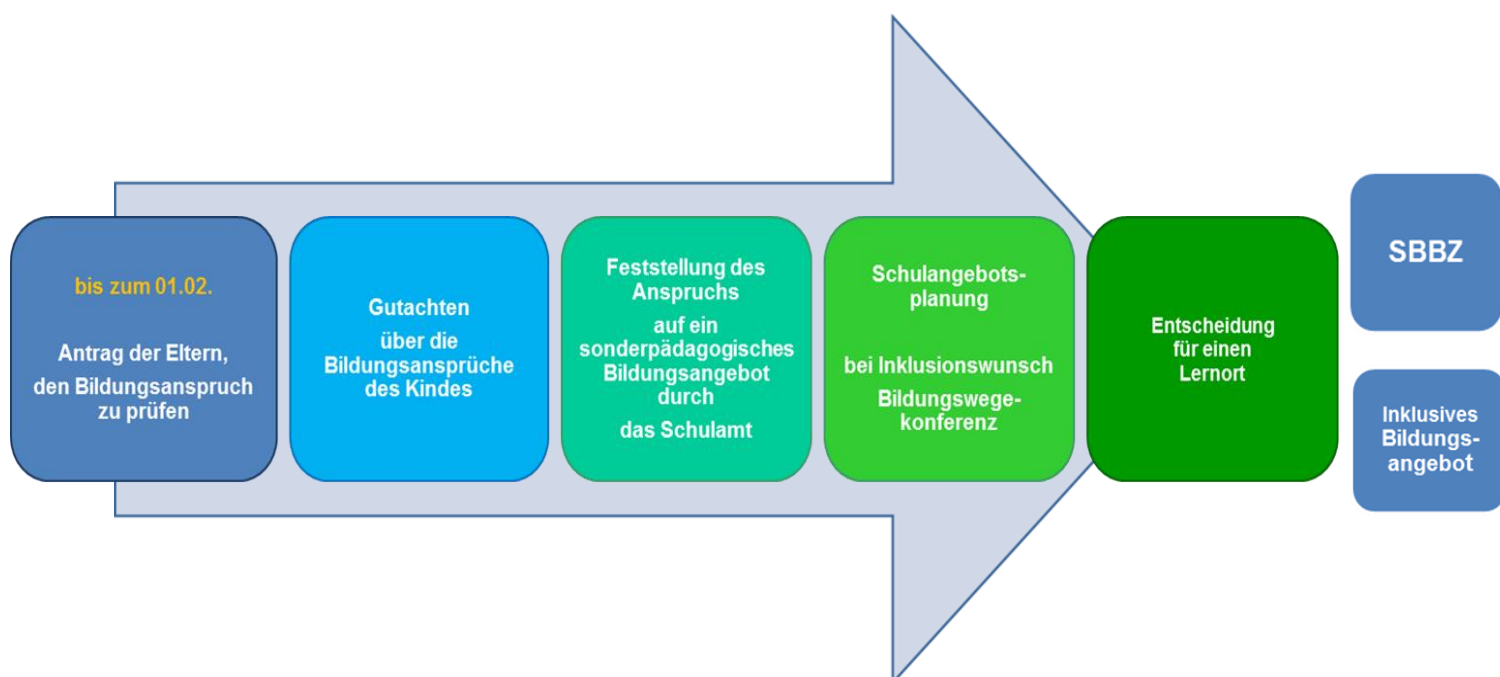 bis zum 01.02.
Antrag der Eltern,
den Bildungsanspruch
zu prüfen
Gutachten
über die
Bildungsansprüche
des Kindes
Feststellung des
Anspruchs
auf ein
sonderpädagogisches
Bildungsangebot
durch
das Schulamt
Schulangebots-
planung
bei Inklusionswunsch
Bildungswege-
konferenz
Entscheidung
für einen
Lernort
SBBZ
Inklusives
Bildungs-
angebot